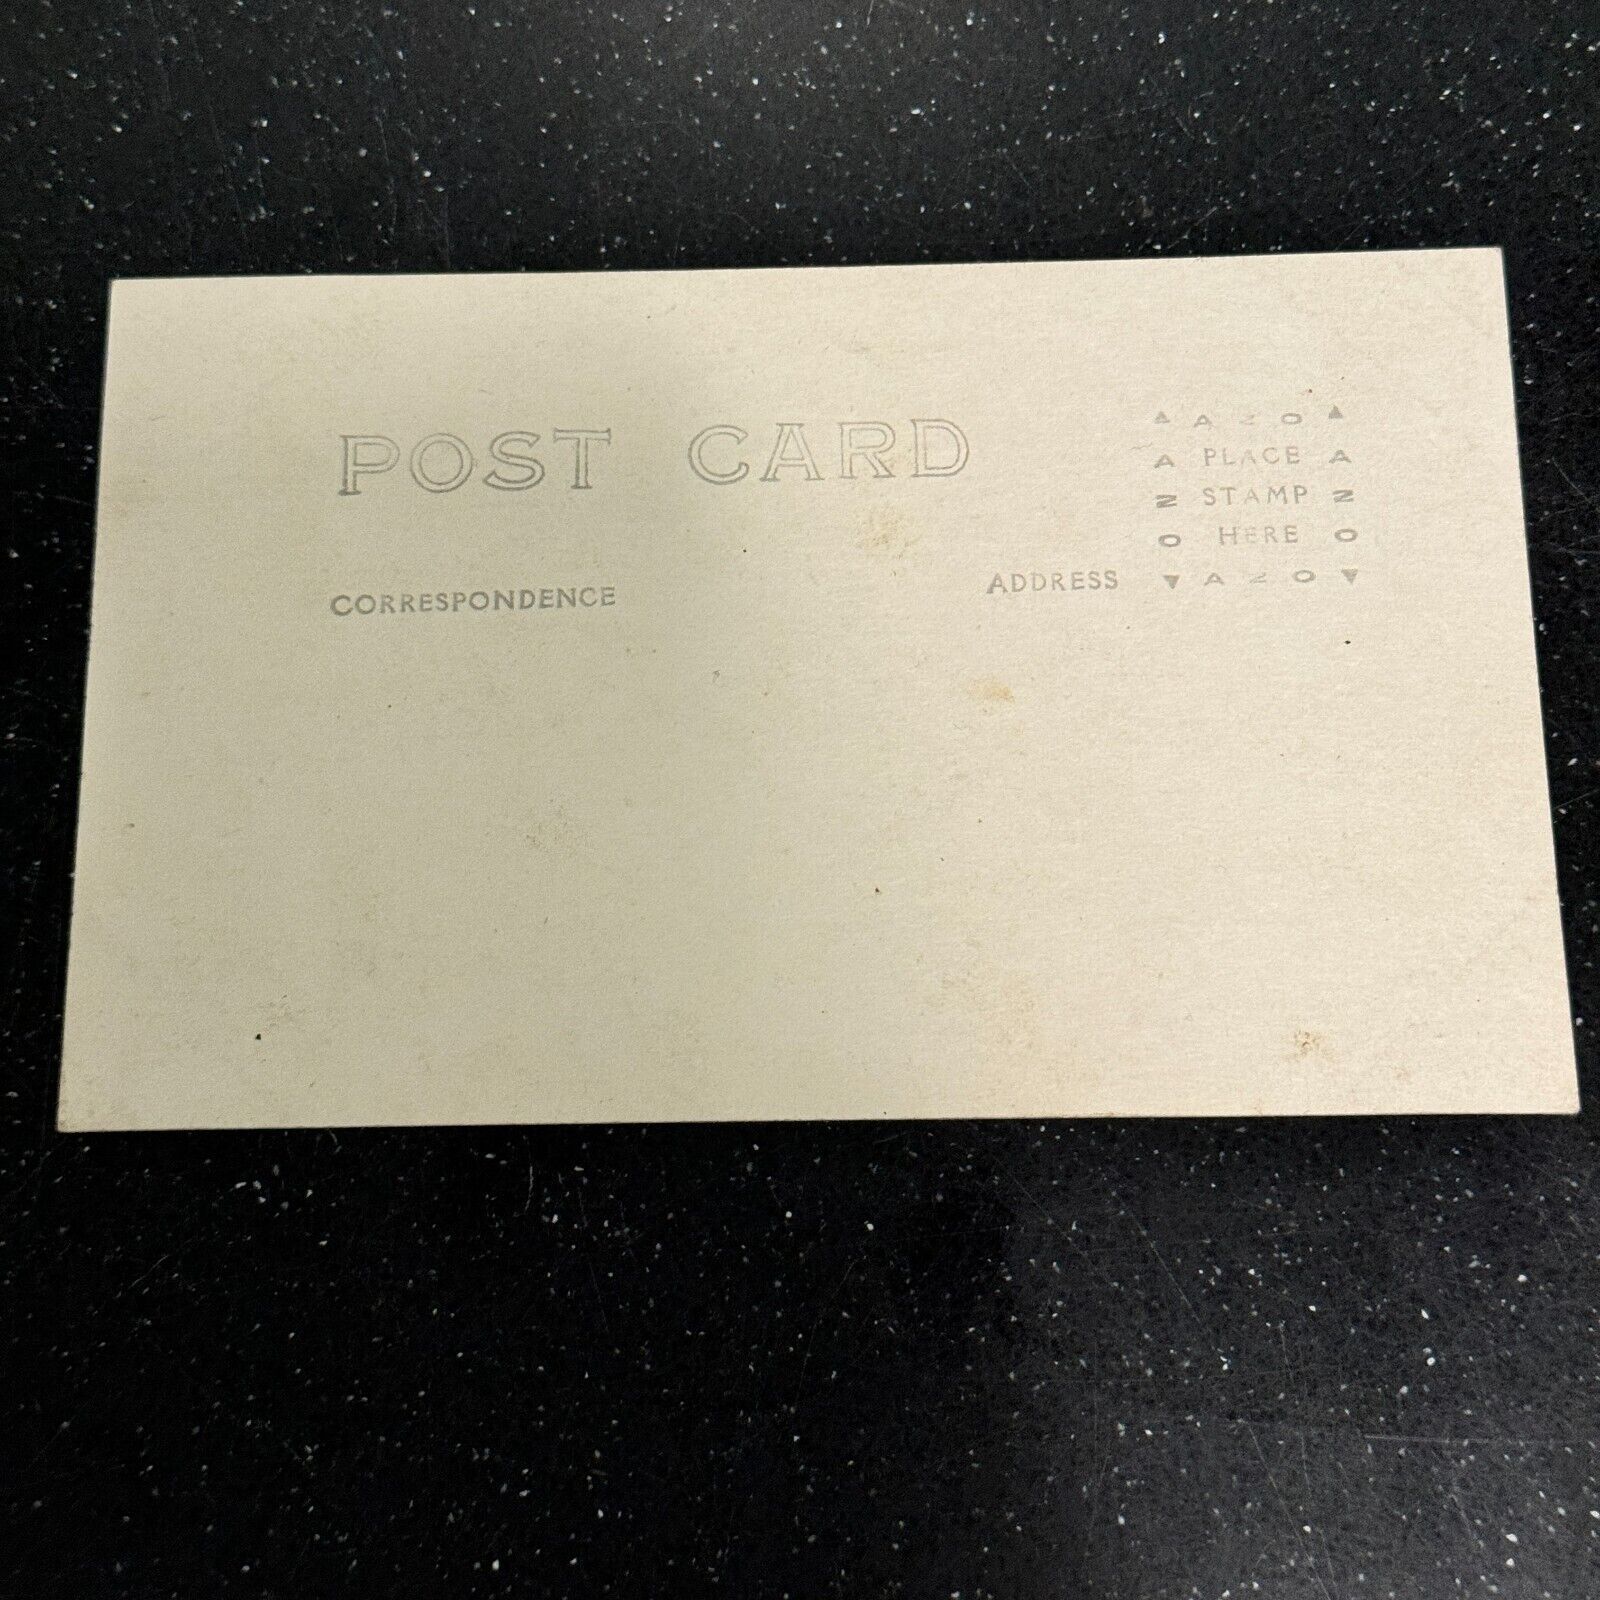 POST CARD
CORRESPONDENCE
ADDRESS
▲ AZO ▲
A PLACE A
N STAMP N
O HERE O
▼ AZO ▼